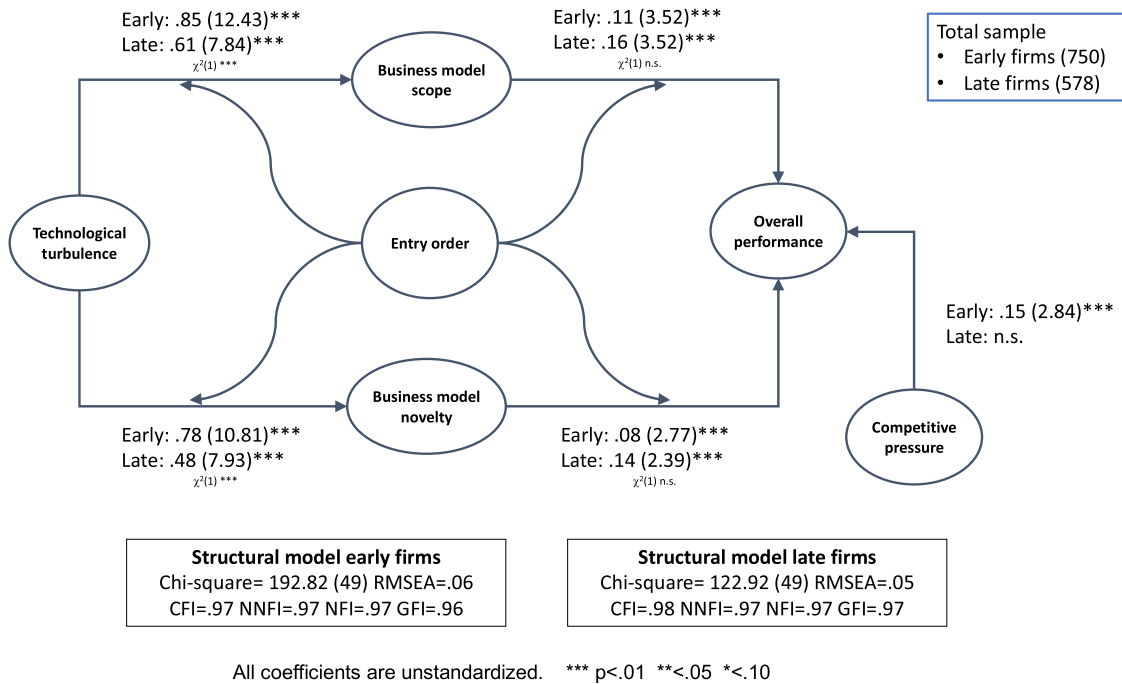 Early: .85 (12.43)***
Late: .61 (7.84)***
χ²(1) ***
Early: .11 (3.52)***
Late: .16 (3.52)***
χ²(1) n.s.
Total sample
• Early firms (750)
• Late firms (578)
Business model
scope
Technological
turbulence
Entry order
Overall
performance
Early: .15 (2.84)***
Late: n.s.
Business model
novelty
Competitive
pressure
Early: .78 (10.81)***
Late: .48 (7.93)***
χ²(1) ***
Early: .08 (2.77)***
Late: .14 (2.39)***
χ²(1) n.s.
Structural model early firms
Chi-square= 192.82 (49) RMSEA=.06
CFI=.97 NNFI=.97 NFI=.97 GFI=.96
Structural model late firms
Chi-square= 122.92 (49) RMSEA=.05
CFI=.98 NNFI=.97 NFI=.97 GFI=.97
All coefficients are unstandardized. *** p<.01 **<.05 *<.10